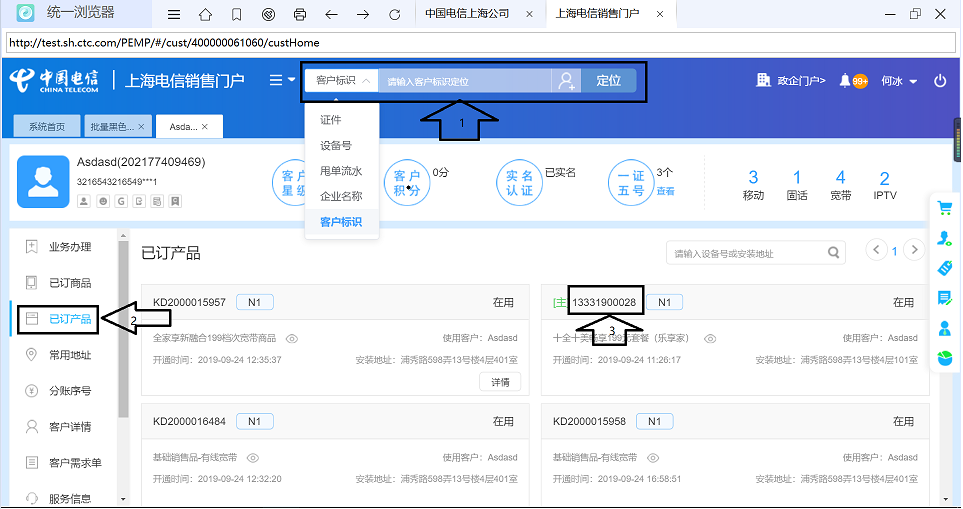 统一浏览器
中国电信上海公司 ×
上海电信销售门户 ×
http://test.sh.ctc.com/PEMP/#/cust/400000061060/custHome
中国电信
CHINA TELECOM
上海电信销售门户
客户标识
请输入客户标识定位
定位
政企门户>
99+
何冰
1
证件
设备号
甩单流水
企业名称
客户标识
系统首页
批量黑色... ×
Asda... ×
Asdasd(202177409469)
3216543216549***1
客户
星级
客户
积分
0分
实名
认证
已实名
一证
五号
3个
查看
3
移动
1
固话
4
宽带
2
IPTV
业务办理
已订商品
已订产品
2
常用地址
分账序号
客户详情
客户需求单
服务信息
已订产品
请输入设备号或安装地址
1
KD2000015957 N1 在用
全家享新融合199档次宽带商品 使用客户：Asdasd
开通时间：2019-09-24 12:35:37 安装地址：浦秀路598弄13号楼4层401室
详情
[主 13331900028 N1 在用
3
十全十美畅享199元套餐（乐享家） 使用客户：Asdasd
开通时间：2019-09-24 11:26:17 安装地址：浦秀路598弄13号楼4层101室
KD2000016484 N1 在用
基础销售品-有线宽带 使用客户：Asdasd
开通时间：2019-09-24 12:32:20 安装地址：浦秀路598弄13号楼4层401室
KD2000015958 N1 在用
基础销售品-有线宽带 使用客户：Asdasd
开通时间：2019-09-24 16:58:51 安装地址：浦秀路598弄13号楼4层401室